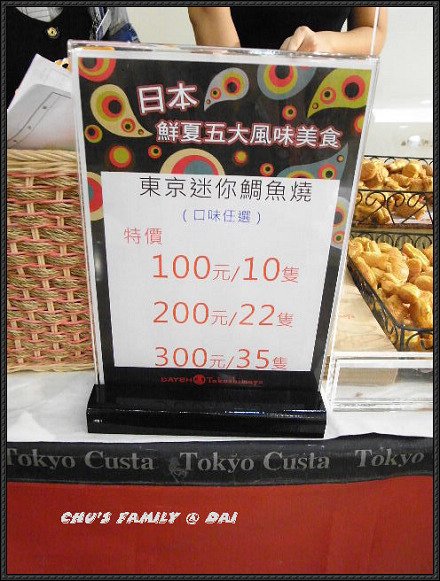 日本
鮮夏五大風味美食
東京迷你鯛魚燒
(口味任選)
特價
100元/10隻
200元/22隻
300元/35隻
DAYEH Takashimaya
Tokyo Custa Tokyo Custa Tokyo
CHU'S FAMILY @ DAI